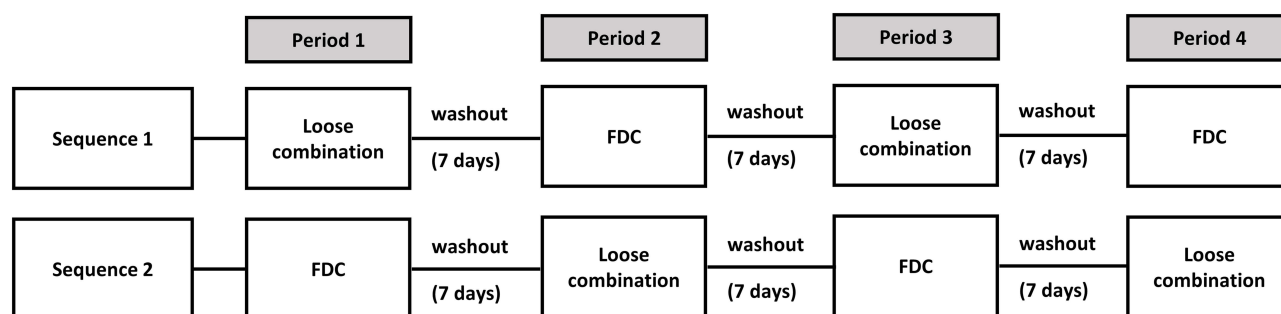 Period 1
Period 2
Period 3
Period 4
Sequence 1
Loose
combination
washout
(7 days)
FDC
washout
(7 days)
Loose
combination
washout
(7 days)
FDC
Sequence 2
FDC
washout
(7 days)
Loose
combination
washout
(7 days)
FDC
washout
(7 days)
Loose
combination